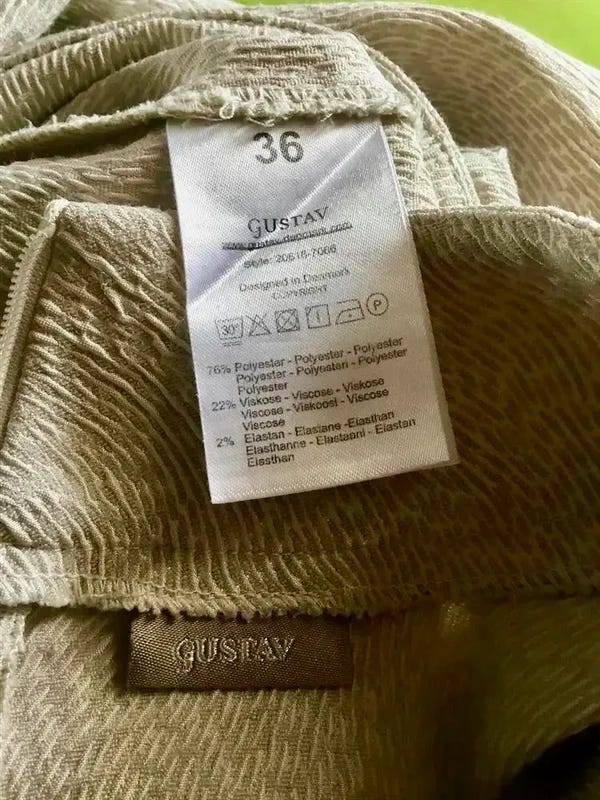 36
GUSTAV
www.gustav-denmark.com
Style: 20618-7066
Designed in Denmark
COPYRIGHT
30° P
76% Polyester - Polyester - Polyester
Polyester - Polyesteri - Polyester
Polyester
22% Viskose - Viscose - Viskose
Viscose - Viskoosi - Viscose
Viscose
2% Elastan - Elastane -Elasthan
Elasthanne - Elastaani - Elastan
Elasthan
GUSTAV